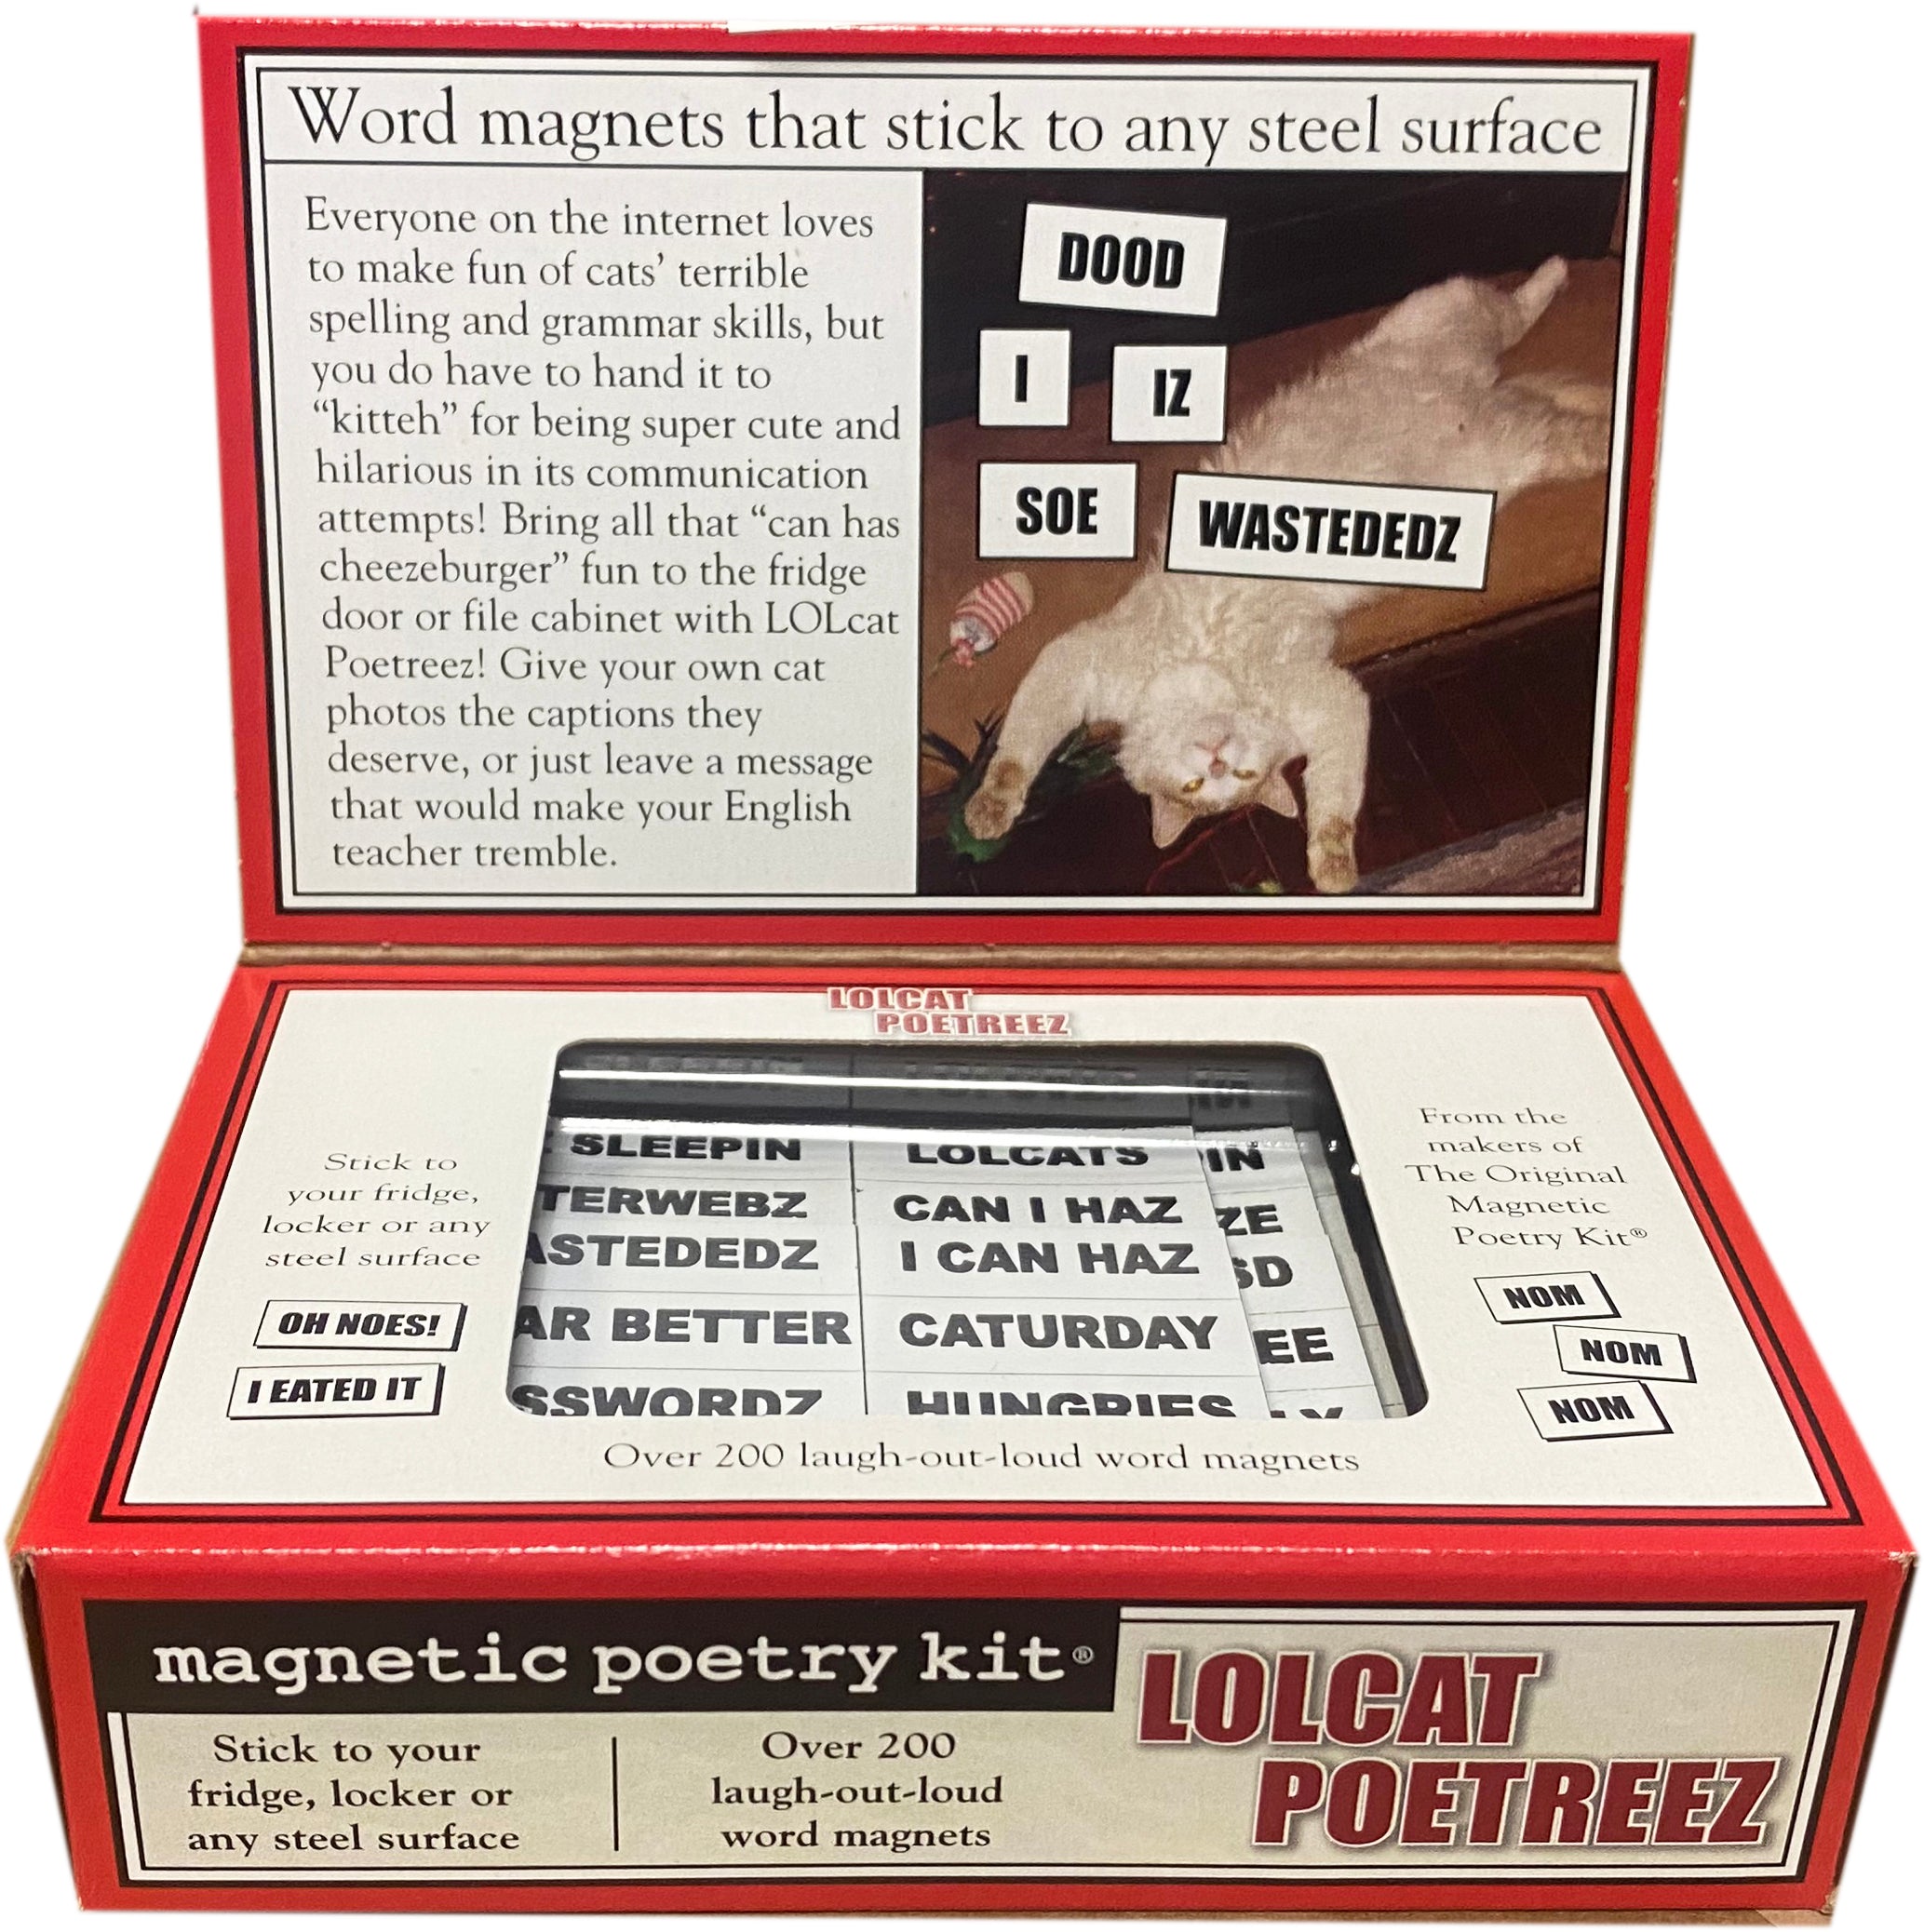 Word magnets that stick to any steel surface
Everyone on the internet loves
to make fun of cats' terrible
spelling and grammar skills, but
you do have to hand it to
“kitteh” for being super cute and
hilarious in its communication
attempts! Bring all that “can has
cheezeburger” fun to the fridge
door or file cabinet with LOLcat
Poetreez! Give your own cat
photos the captions they
deserve, or just leave a message
that would make your English
teacher tremble.
DOOD
I IZ
SOE WASTEDEDZ
LOLCAT
POETREEZ
Stick to
your fridge,
locker or any
steel surface
OH NOES!
I EATED IT
SLEEPIN LOLCATS IN
TERWEBZ CAN I HAZ ZE
ASTEDEDZ I CAN HAZ SD
AR BETTER CATURDAY EE
SSWORDZ HUNGRIES LY
From the
makers of
The Original
Magnetic
Poetry Kit®
NOM
NOM
NOM
Over 200 laugh-out-loud word magnets
magnetic poetry kit®
Stick to your
fridge, locker or
any steel surface
Over 200
laugh-out-loud
word magnets
LOLCAT
POETREEZ